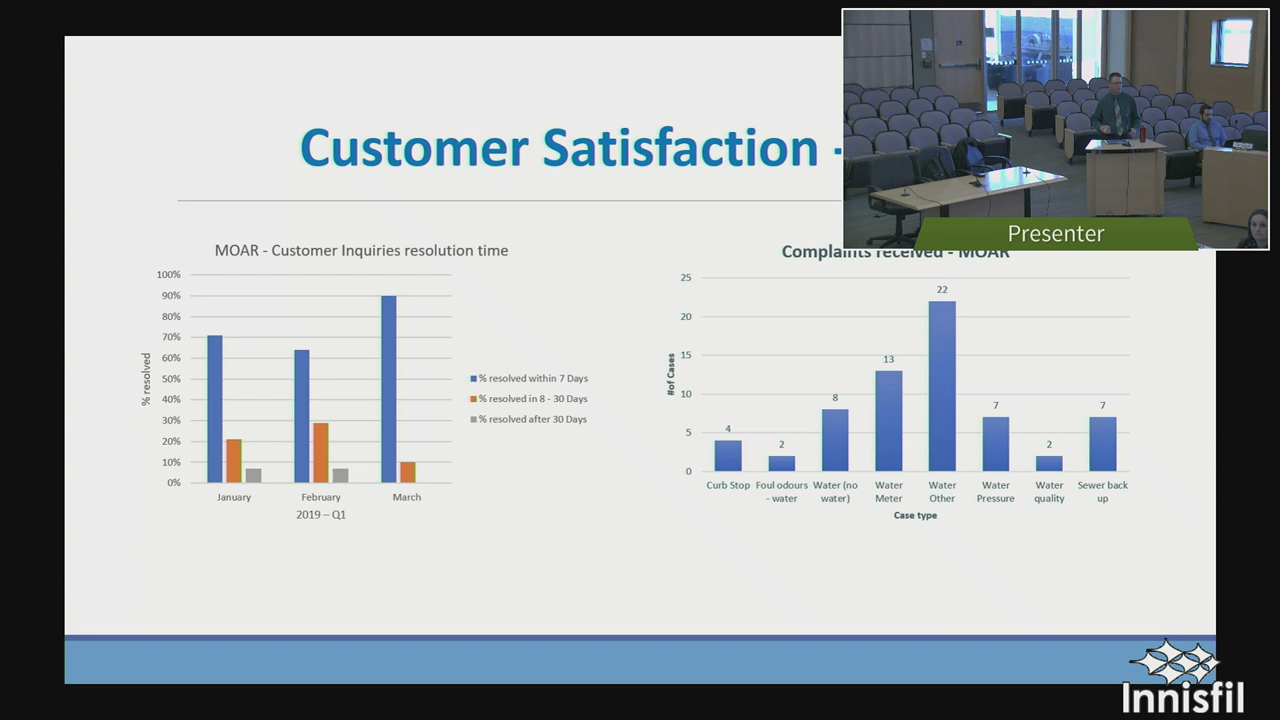 Customer Satisfaction -
Presenter
MOAR - Customer Inquiries resolution time
100%
90%
80%
70%
60%
50%
40%
30%
20%
10%
0%
% resolved
January
February
March
2019 – Q1
% resolved within 7 Days
% resolved in 8 - 30 Days
% resolved after 30 Days
Complaints received - MOAR
25
20
15
10
5
0
#of Cases
4
2
8
13
22
7
2
7
Curb Stop
Foul odours
- water
Water (no
water)
Water
Meter
Water
Other
Water
Pressure
Water
quality
Sewer back
up
Case type
Innisfil